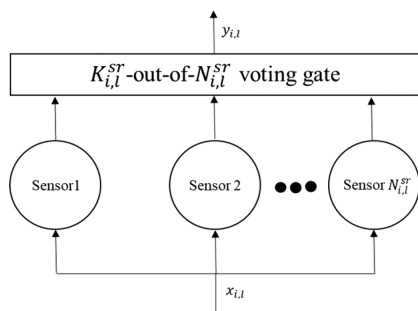 $y_{i,l}$
$K_{i,l}^{sr}$-out-of-$N_{i,l}^{sr}$ voting gate
Sensor1 Sensor 2 Sensor $N_{i,l}^{sr}$
$x_{i,l}$